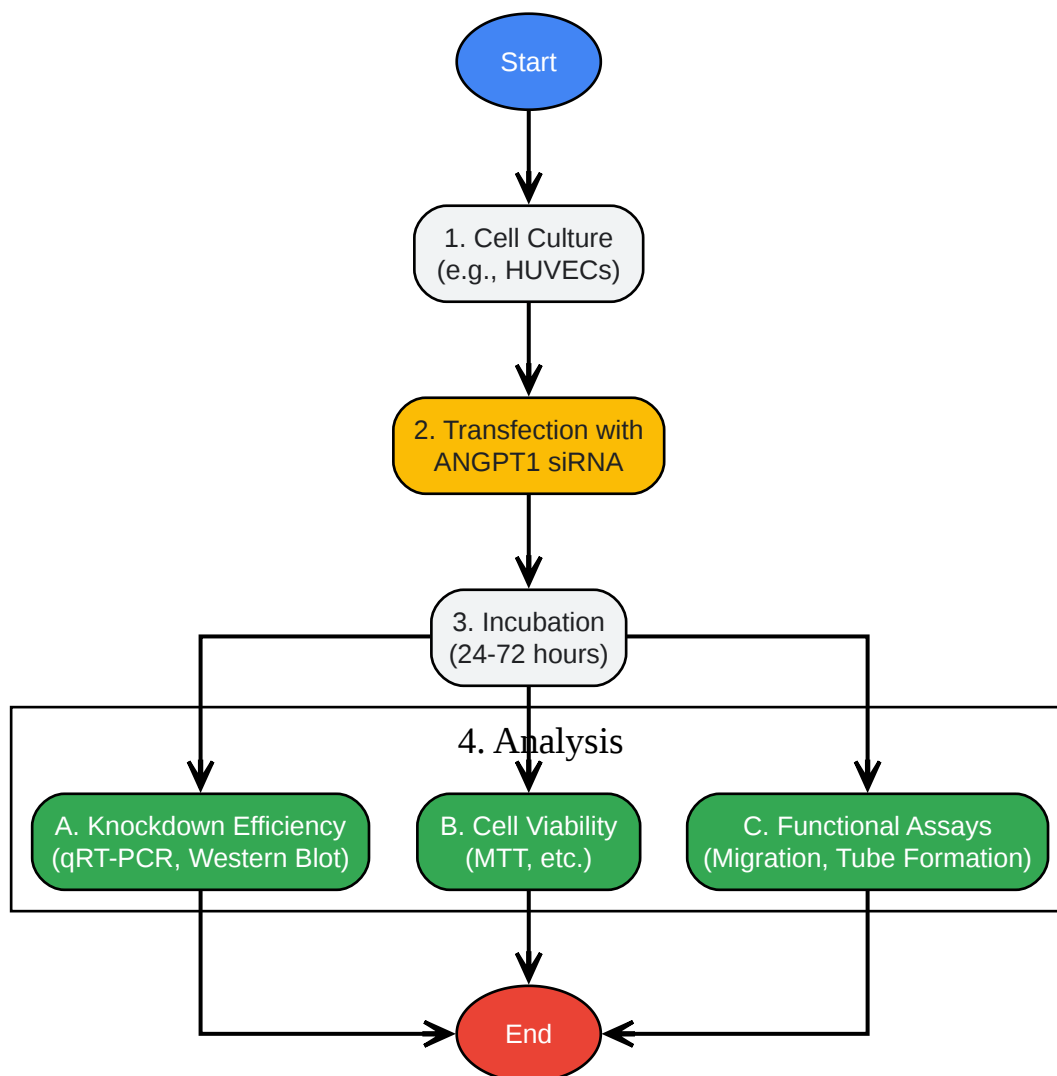 Start
1. Cell Culture
(e.g., HUVECs)
2. Transfection with
ANGPT1 siRNA
3. Incubation
(24-72 hours)
4. Analysis
A. Knockdown Efficiency
(qRT-PCR, Western Blot)
B. Cell Viability
(MTT, etc.)
C. Functional Assays
(Migration, Tube Formation)
End